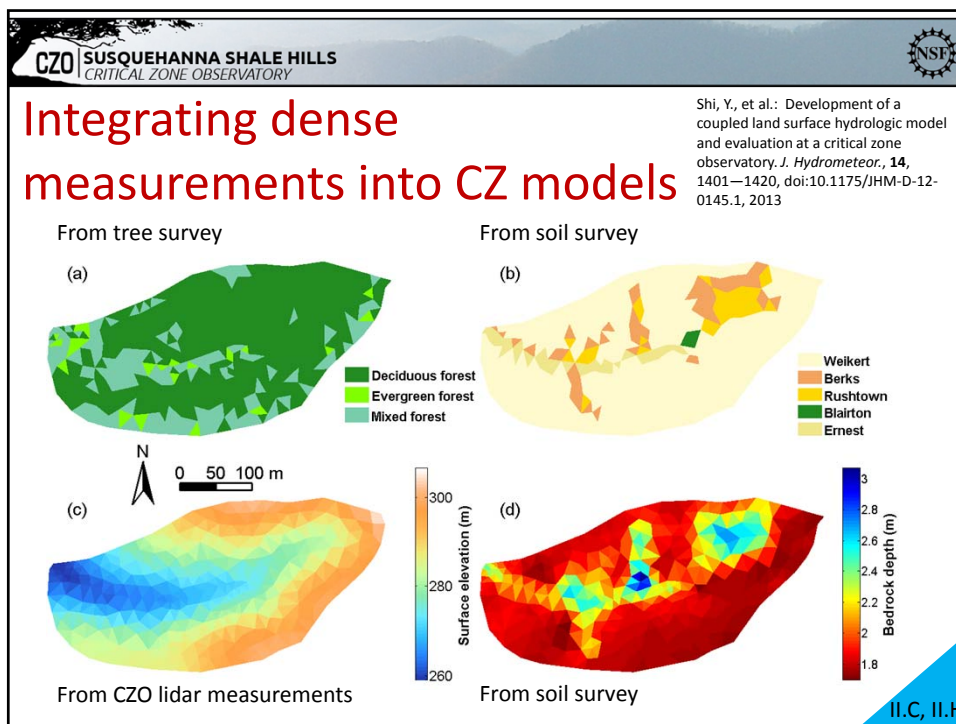 CZO SUSQUEHANNA SHALE HILLS
CRITICAL ZONE OBSERVATORY
NSF
Integrating dense
measurements into CZ models
Shi, Y., et al.: Development of a
coupled land surface hydrologic model
and evaluation at a critical zone
observatory. J. Hydrometeor., 14,
1401—1420, doi:10.1175/JHM-D-12-
0145.1, 2013
From tree survey
(a)
Deciduous forest
Evergreen forest
Mixed forest
From soil survey
(b)
Weikert
Berks
Rushtown
Blairton
Ernest
N
0 50 100 m
(c)
300
280
260
Surface elevation (m)
From CZO lidar measurements
(d)
3
2.8
2.6
2.4
2.2
2
1.8
Bedrock depth (m)
From soil survey
II.C, II.H